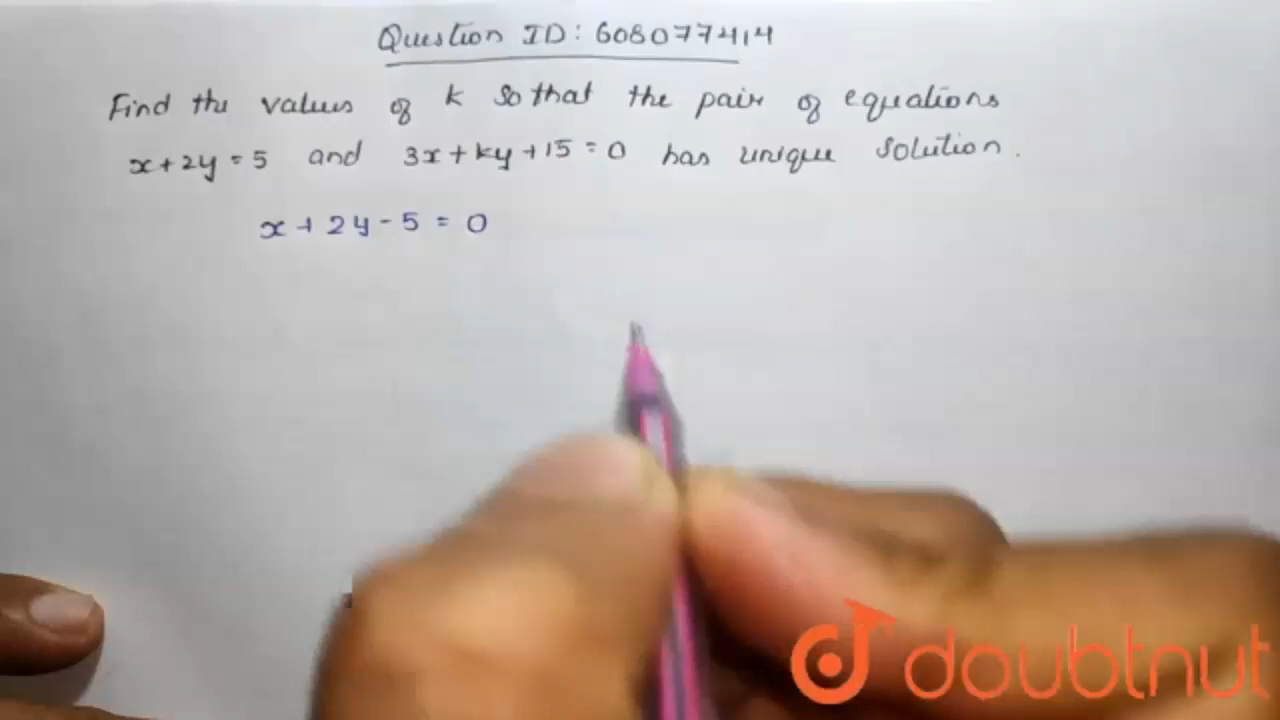 Question ID: 608077414
Find the values of k so that the pair of equations
x+2y=5 and 3x+ky+15=0 has unique solution.
x+2y-5=0
doubtnut